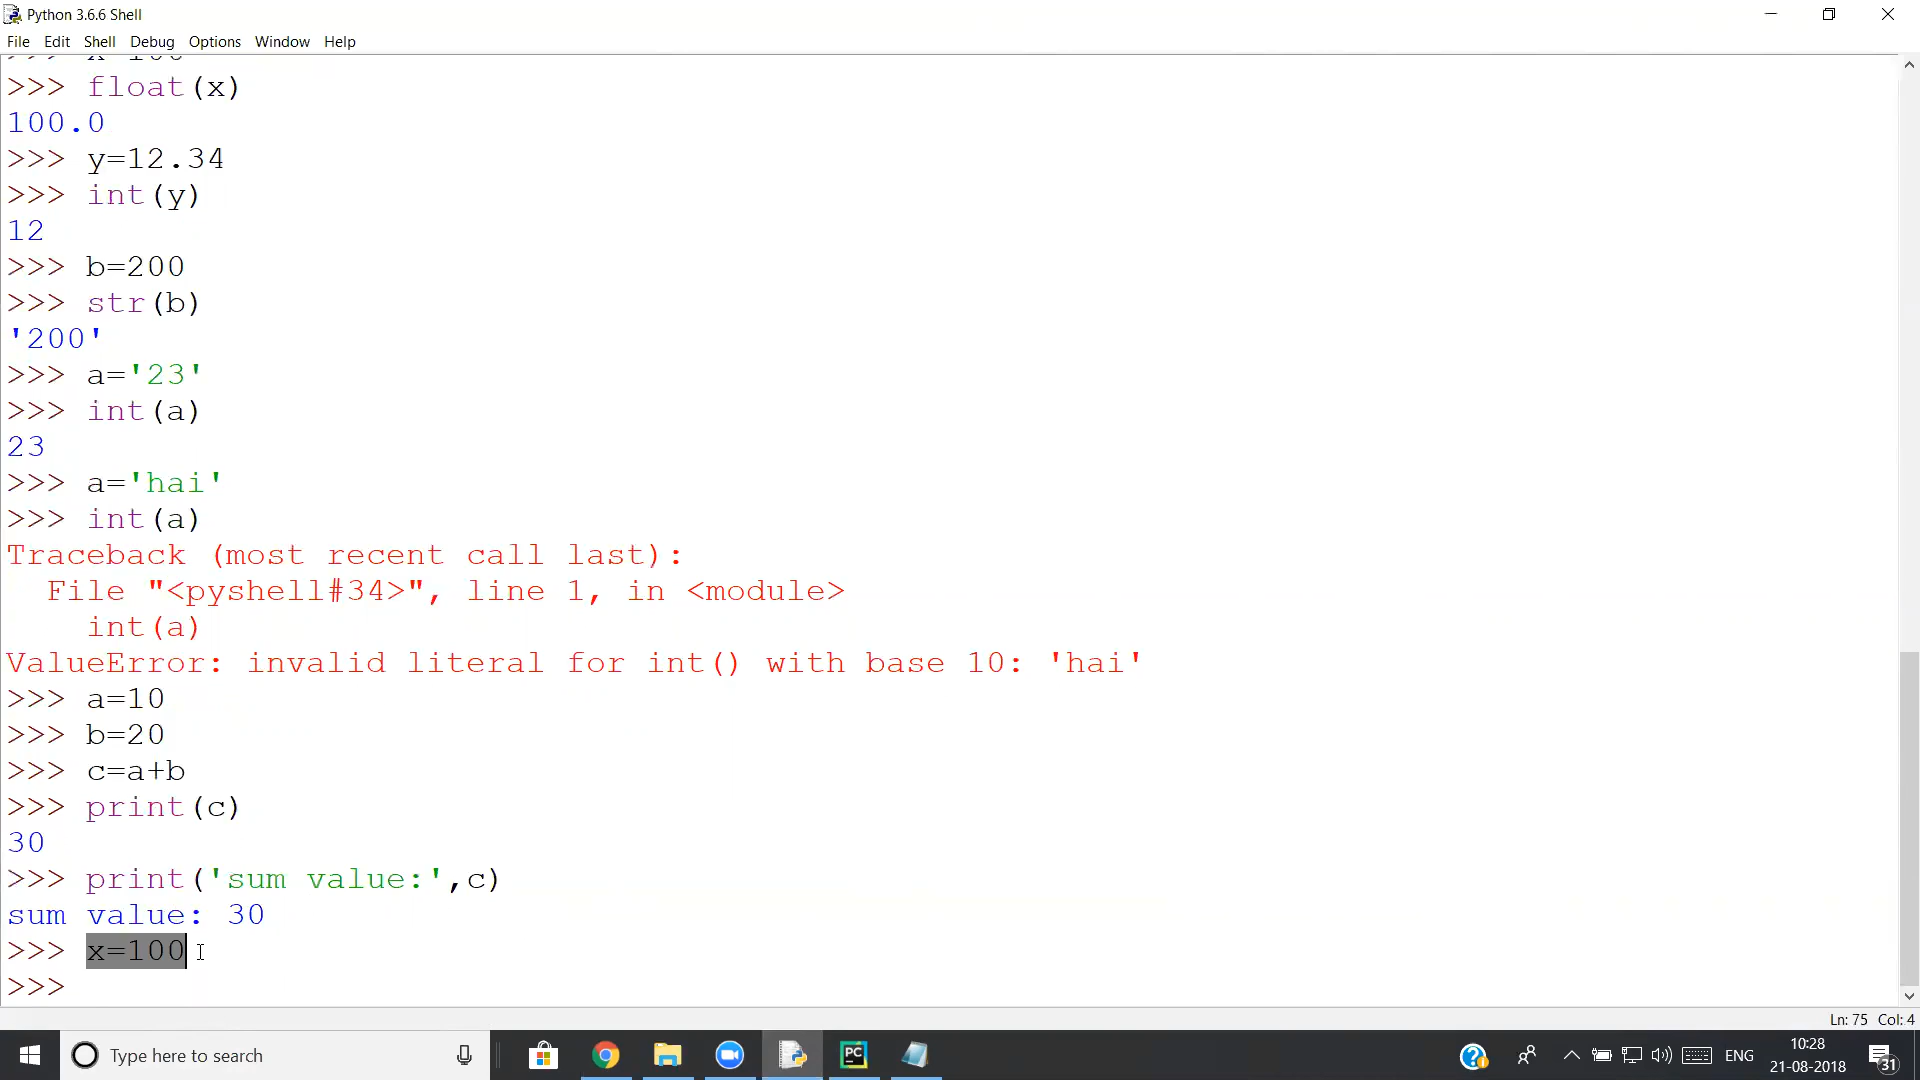 Python 3.6.6 Shell
File Edit Shell Debug Options Window Help
>>> x=100
>>> float(x)
100.0
>>> y=12.34
>>> int(y)
12
>>> b=200
>>> str(b)
'200'
>>> a='23'
>>> int(a)
23
>>> a='hai'
>>> int(a)
Traceback (most recent call last):
  File "<pyshell#34>", line 1, in <module>
    int(a)
ValueError: invalid literal for int() with base 10: 'hai'
>>> a=10
>>> b=20
>>> c=a+b
>>> print(c)
30
>>> print('sum value:',c)
sum value: 30
>>> x=100
>>>
Ln: 75 Col: 4
Type here to search
PC
ENG
10:28
21-08-2018
31